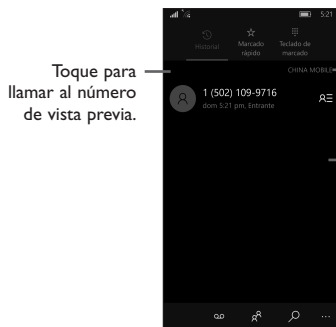 5:21
Historial
Marcado rápido
Teclado de marcado
CHINA MOBILE
Toque para
llamar al número
de vista previa.
1 (502) 109-9716
dom 5:21 pm, Entrante